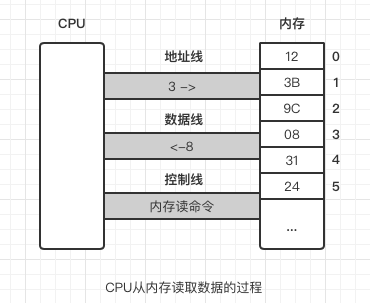 CPU
内存
地址线
3 ->
数据线
<-8
控制线
内存读命令
12 0
3B 1
9C 2
08 3
31 4
24 5
...
CPU从内存读取数据的过程